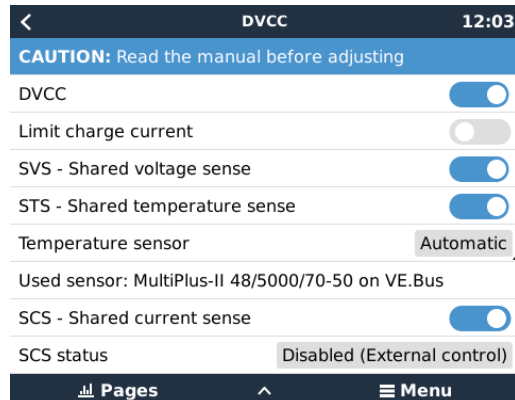 DVCC 12:03
CAUTION: Read the manual before adjusting
DVCC
Limit charge current
SVS - Shared voltage sense
STS - Shared temperature sense
Temperature sensor Automatic
Used sensor: MultiPlus-II 48/5000/70-50 on VE.Bus
SCS - Shared current sense
SCS status Disabled (External control)
Pages Menu